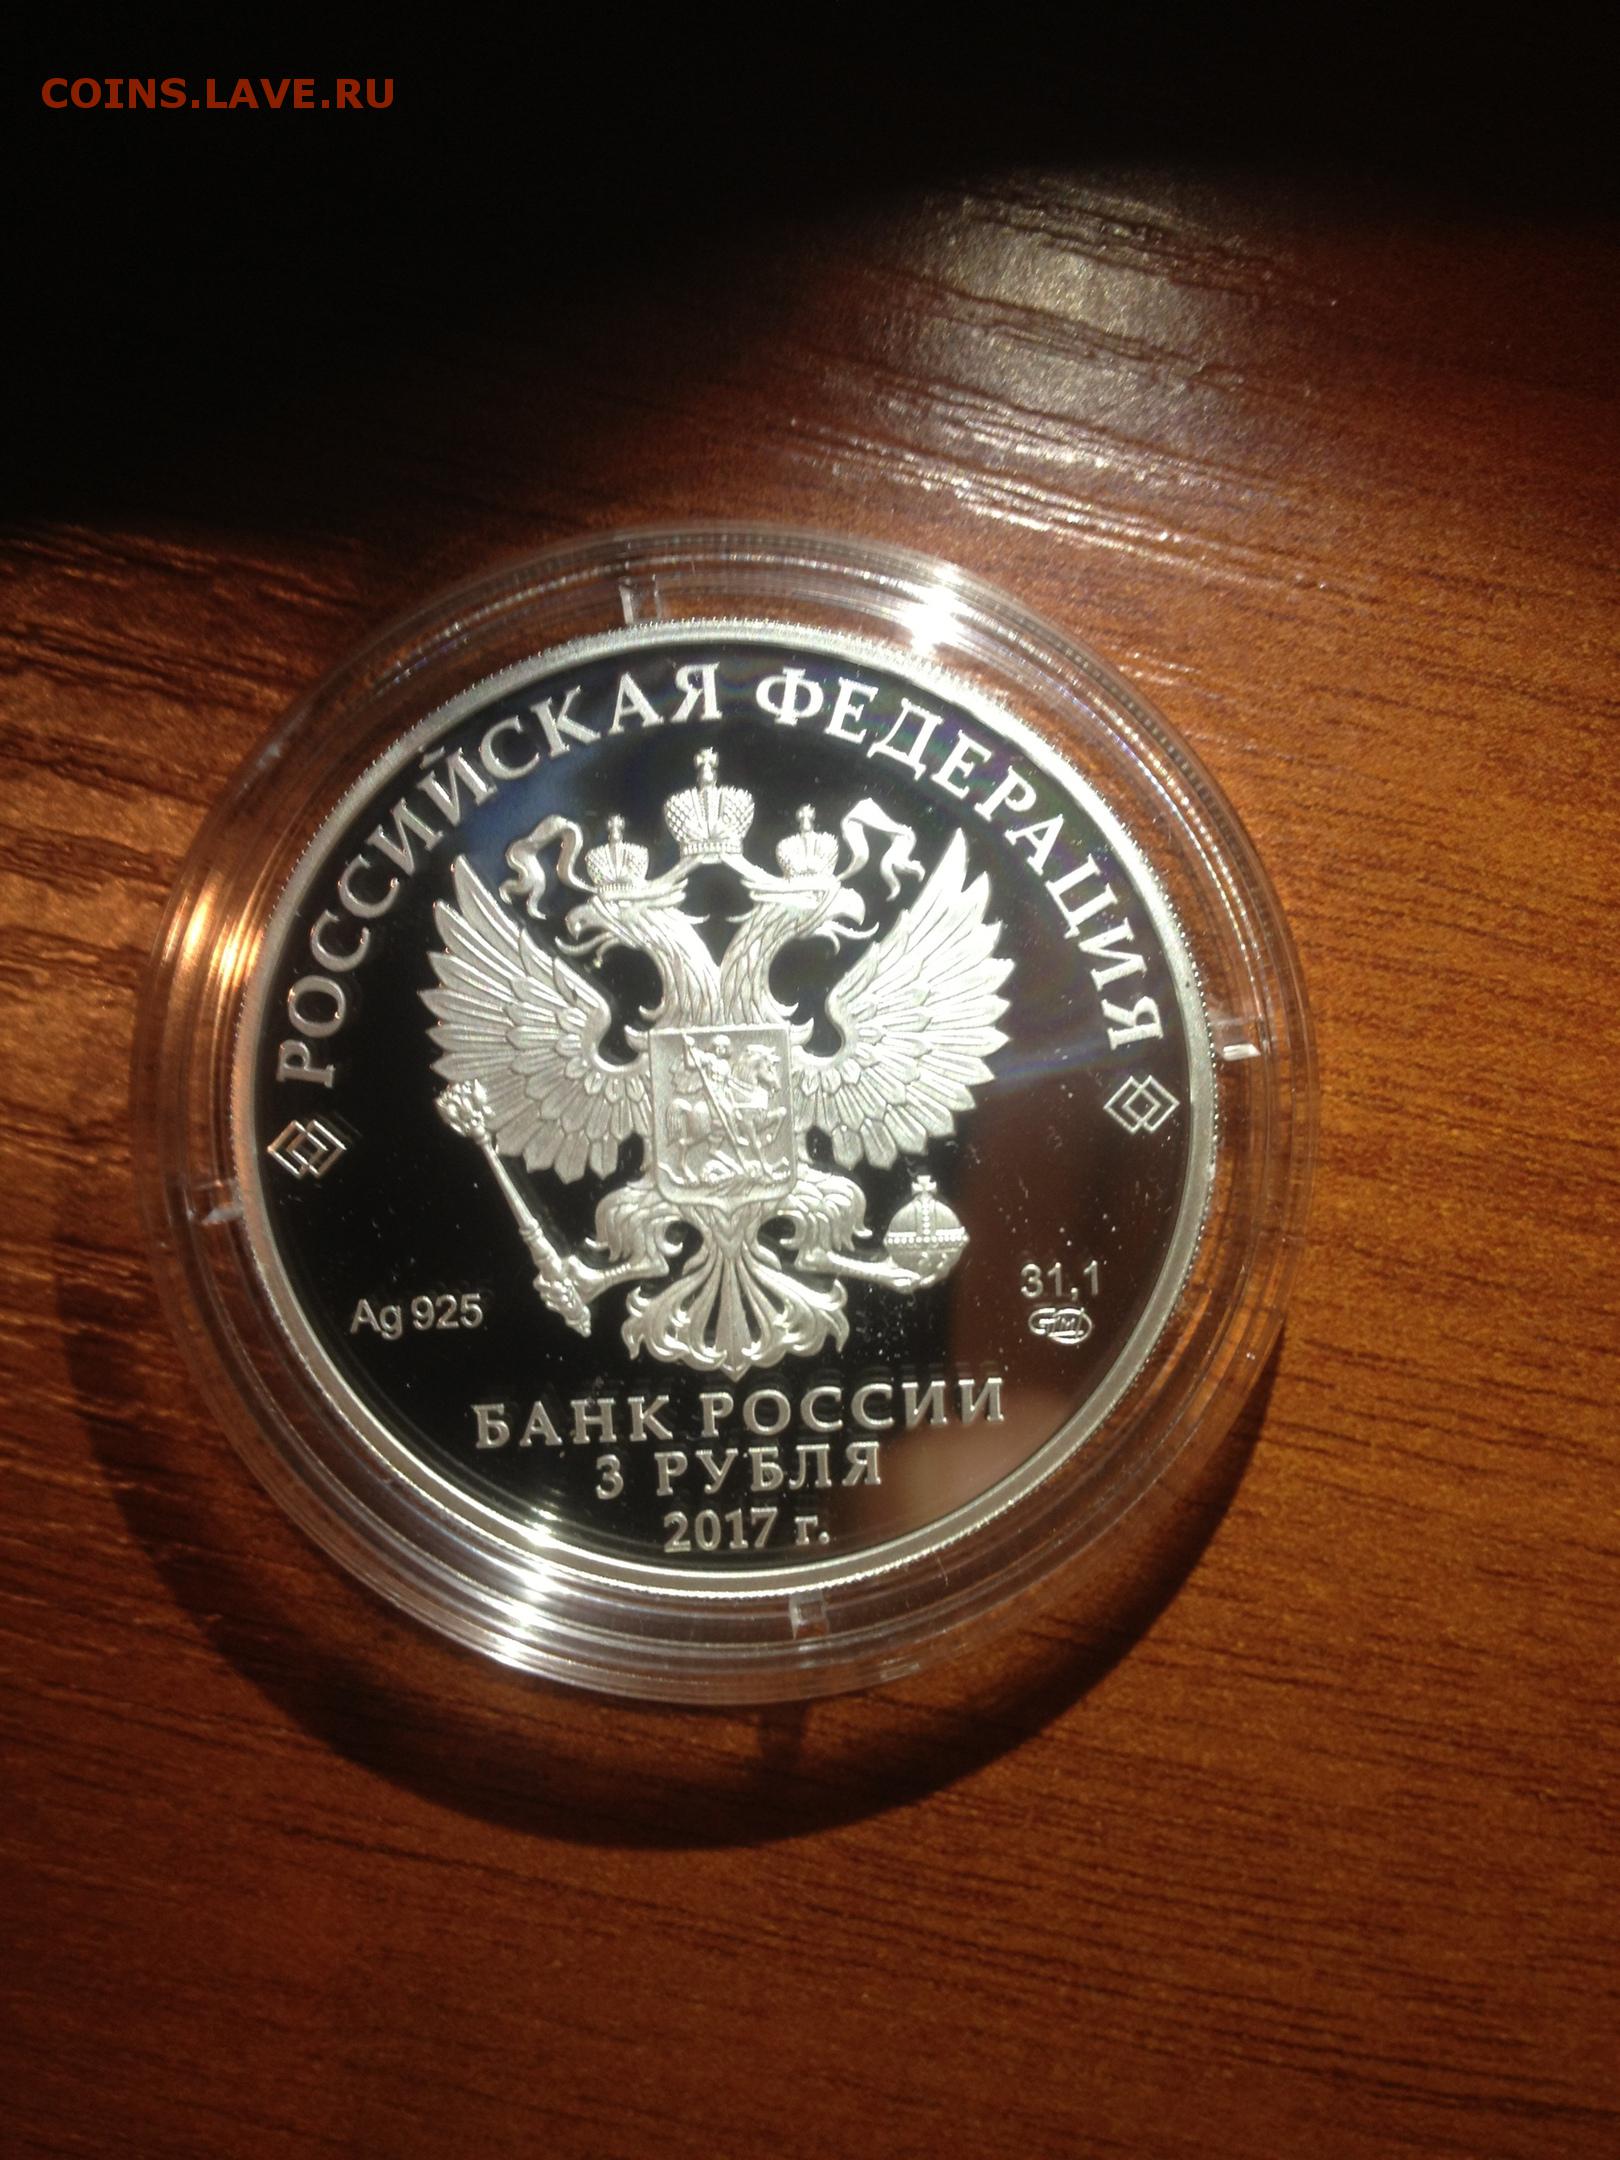 COINS.LAVE.RU
РОССИЙСКАЯ ФЕДЕРАЦИЯ
Ag 925
31,1
БАНК РОССИИ
3 РУБЛЯ
2017 г.